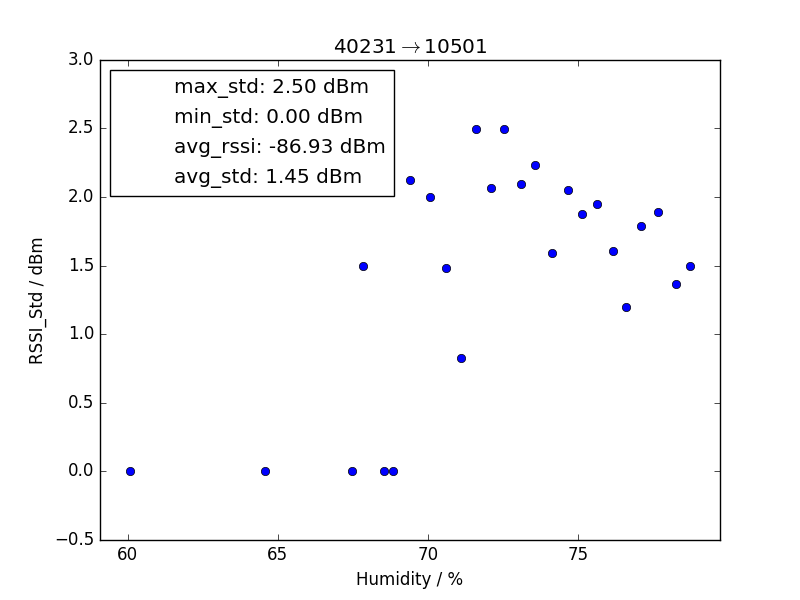 40231→10501
max_std: 2.50 dBm
min_std: 0.00 dBm
avg_rssi: -86.93 dBm
avg_std: 1.45 dBm
3.0
2.5
2.0
1.5
1.0
0.5
0.0
−0.5
RSSI_Std / dBm
60 65 70 75
Humidity / %